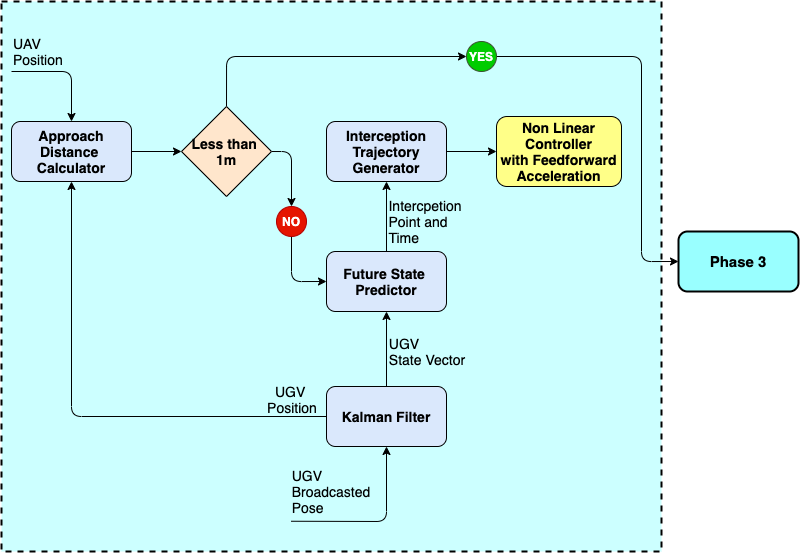 UAV
Position
YES
Approach
Distance
Calculator
Less than
1m
Interception
Trajectory
Generator
Non Linear
Controller
with Feedforward
Acceleration
NO
Intercpetion
Point and
Time
Future State
Predictor
Phase 3
UGV
State Vector
UGV
Position
Kalman Filter
UGV
Broadcasted
Pose